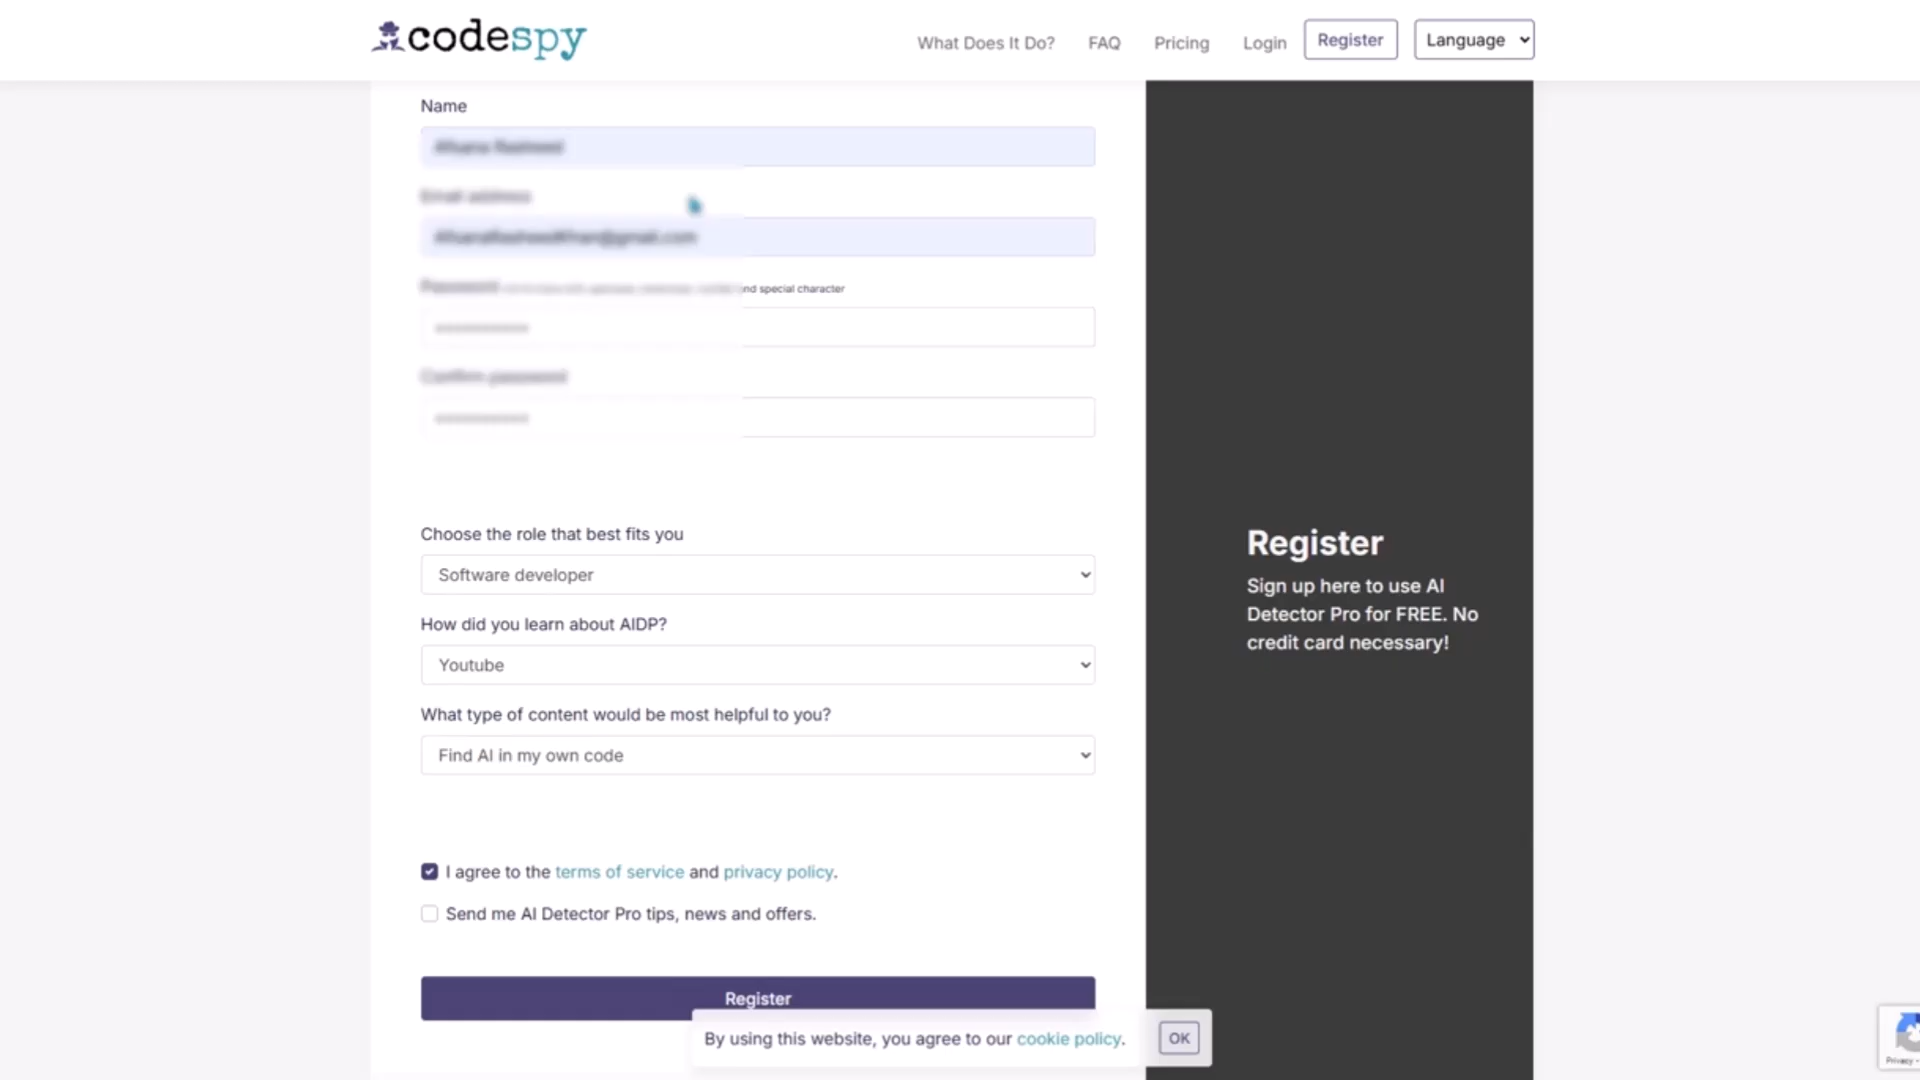 codespy
What Does It Do? FAQ Pricing Login Register Language
Name
Email address
Password nd special character
Confirm password
Choose the role that best fits you
Software developer
How did you learn about AIDP?
Youtube
What type of content would be most helpful to you?
Find AI in my own code
I agree to the terms of service and privacy policy.
Send me AI Detector Pro tips, news and offers.
Register
Register
Sign up here to use AI
Detector Pro for FREE. No
credit card necessary!
By using this website, you agree to our cookie policy. OK
Privacy -